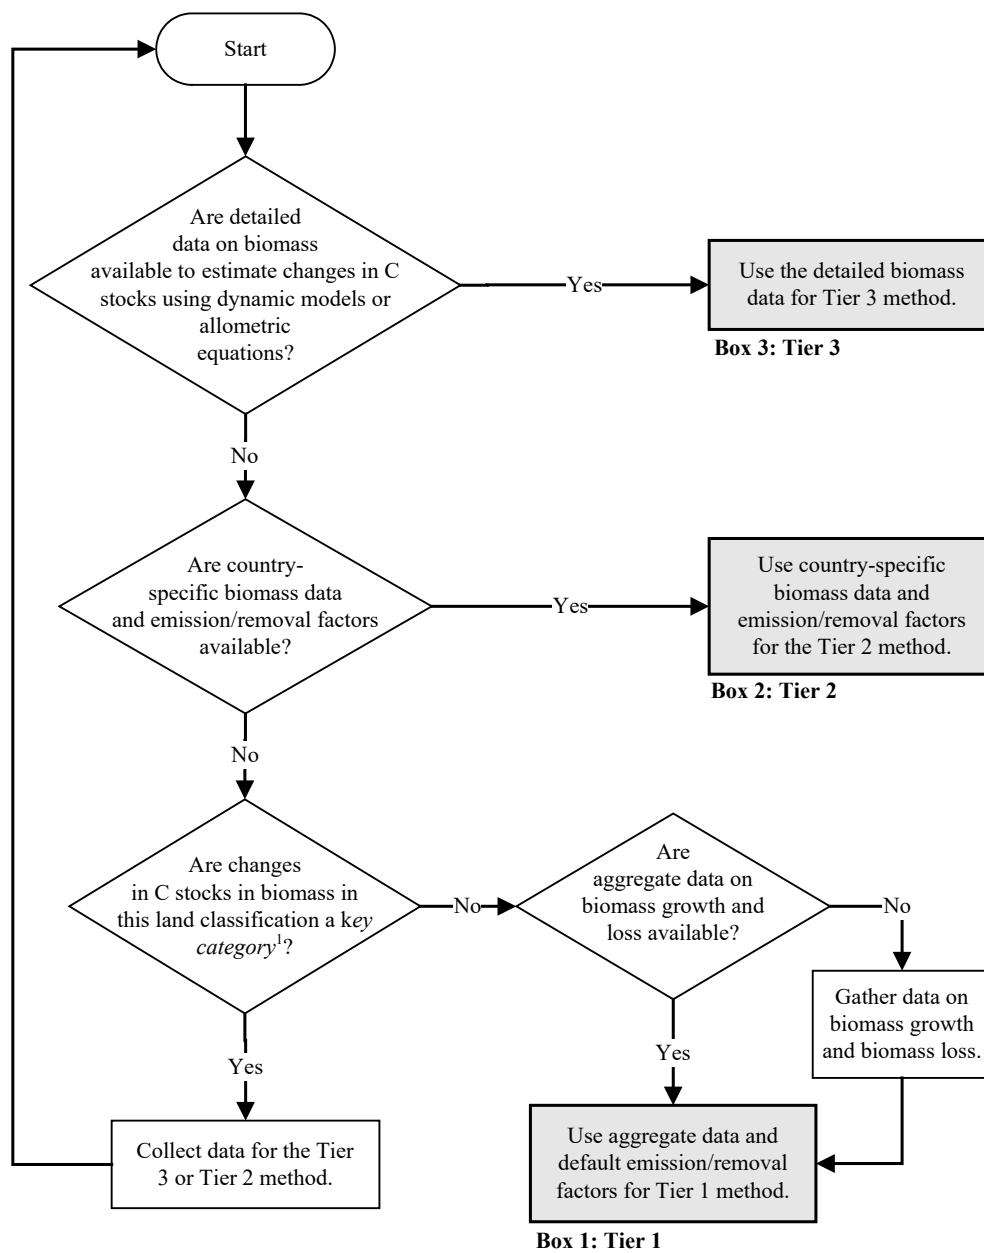 Start
Are detailed
data on biomass
available to estimate changes in C
stocks using dynamic models or
allometric
equations?
Yes
Use the detailed biomass
data for Tier 3 method.
Box 3: Tier 3
No
Are country-
specific biomass data
and emission/removal factors
available?
Yes
Use country-specific
biomass data and
emission/removal factors
for the Tier 2 method.
Box 2: Tier 2
No
Are changes
in C stocks in biomass in
this land classification a key
category¹?
No
Are
aggregate data on
biomass growth and
loss available?
No
Gather data on
biomass growth
and biomass loss.
Yes
Yes
Collect data for the Tier
3 or Tier 2 method.
Use aggregate data and
default emission/removal
factors for Tier 1 method.
Box 1: Tier 1